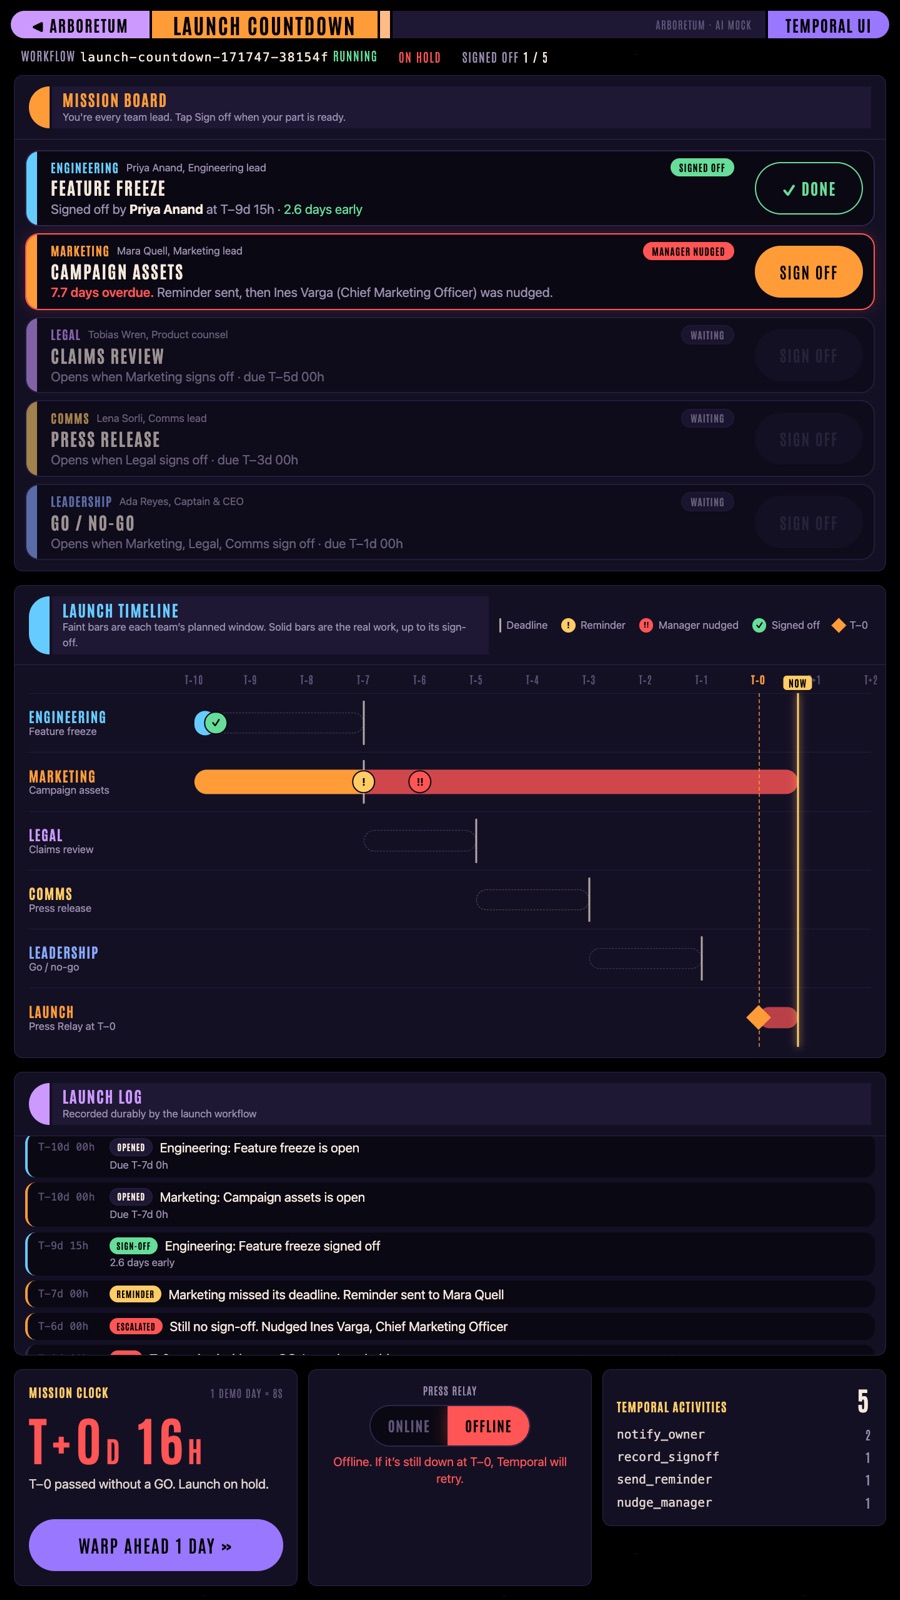 ◀ ARBORETUM
LAUNCH COUNTDOWN
ARBORETUM · AI MOCK
TEMPORAL UI
WORKFLOW launch-countdown-171747-38154f RUNNING ON HOLD SIGNED OFF 1 / 5
MISSION BOARD
You're every team lead. Tap Sign off when your part is ready.
ENGINEERING Priya Anand, Engineering lead
SIGNED OFF
FEATURE FREEZE
Signed off by Priya Anand at T–9d 15h · 2.6 days early
✓ DONE
MARKETING Mara Quell, Marketing lead
MANAGER NUDGED
CAMPAIGN ASSETS
7.7 days overdue. Reminder sent, then Ines Varga (Chief Marketing Officer) was nudged.
SIGN OFF
LEGAL Tobias Wren, Product counsel
WAITING
CLAIMS REVIEW
Opens when Marketing signs off · due T–5d 00h
SIGN OFF
COMMS Lena Sorli, Comms lead
WAITING
PRESS RELEASE
Opens when Legal signs off · due T–3d 00h
SIGN OFF
LEADERSHIP Ada Reyes, Captain & CEO
WAITING
GO / NO-GO
Opens when Marketing, Legal, Comms sign off · due T–1d 00h
SIGN OFF
LAUNCH TIMELINE
Faint bars are each team's planned window. Solid bars are the real work, up to its sign-
off.
Deadline ! Reminder !! Manager nudged ✓ Signed off T–0
T-10 T-9 T-8 T-7 T-6 T-5 T-4 T-3 T-2 T-1 T-0 NOW +1 T+2
ENGINEERING
Feature freeze
MARKETING
Campaign assets
! !!
LEGAL
Claims review
COMMS
Press release
LEADERSHIP
Go / no-go
LAUNCH
Press Relay at T–0
LAUNCH LOG
Recorded durably by the launch workflow
T–10d 00h OPENED Engineering: Feature freeze is open
Due T-7d 0h
T–10d 00h OPENED Marketing: Campaign assets is open
Due T-7d 0h
T–9d 15h SIGN-OFF Engineering: Feature freeze signed off
2.6 days early
T–7d 00h REMINDER Marketing missed its deadline. Reminder sent to Mara Quell
T–6d 00h ESCALATED Still no sign-off. Nudged Ines Varga, Chief Marketing Officer
MISSION CLOCK
1 DEMO DAY = 8S
T+0D 16H
T–0 passed without a GO. Launch on hold.
WARP AHEAD 1 DAY »
PRESS RELAY
ONLINE OFFLINE
Offline. If it's still down at T–0, Temporal will
retry.
TEMPORAL ACTIVITIES 5
notify_owner 2
record_signoff 1
send_reminder 1
nudge_manager 1